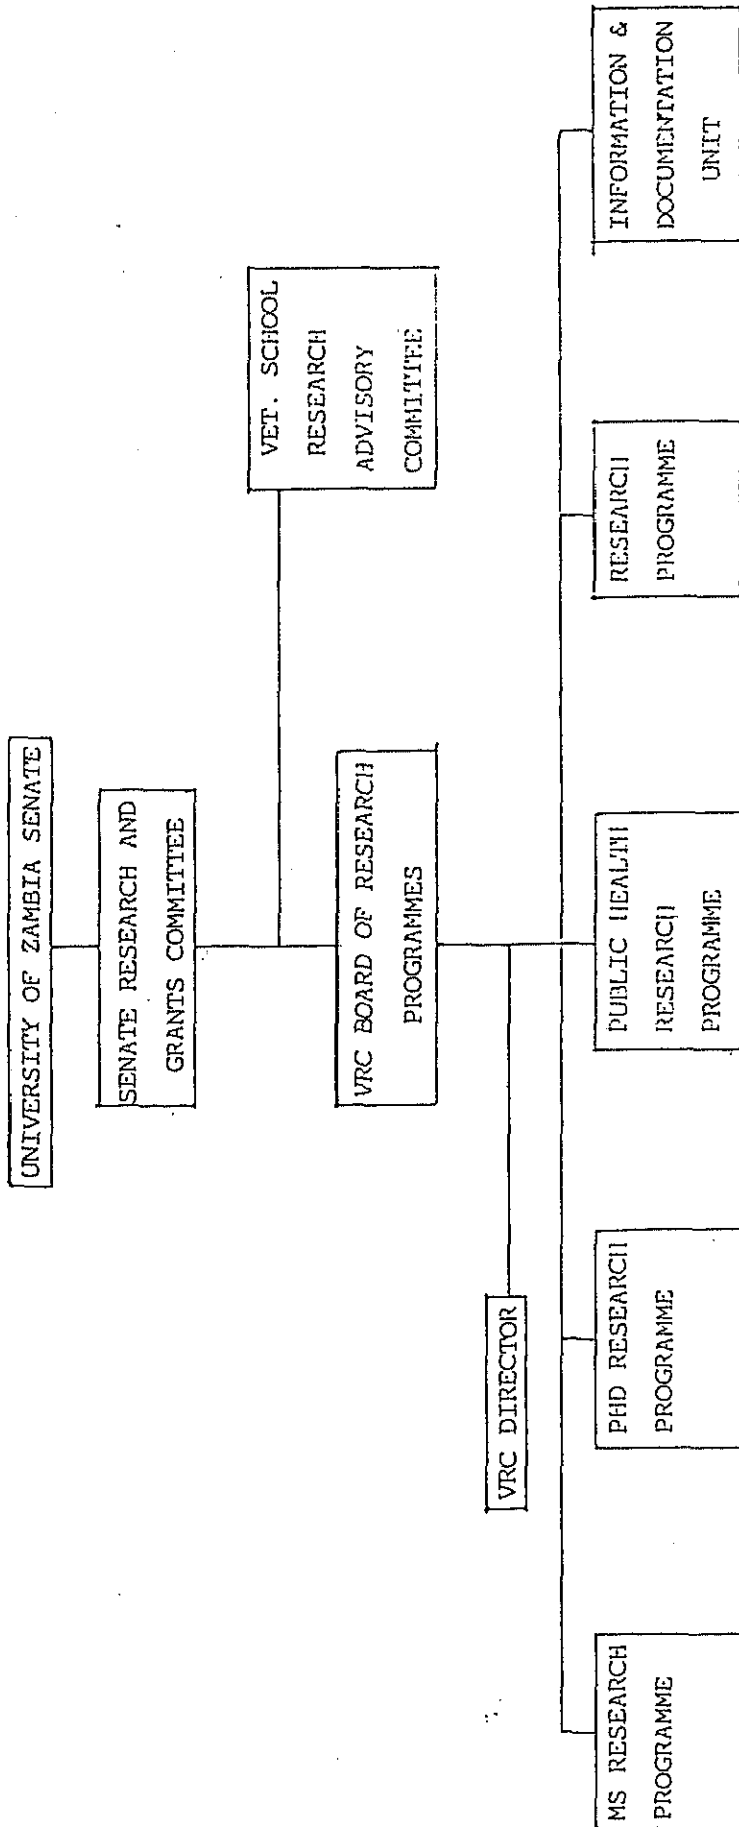 UNIVERSITY OF ZAMBIA SENATE
SENATE RESEARCH AND
GRANTS COMMITTEE
VET. SCHOOL
RESEARCH
ADVISORY
COMMITTEE
VRC BOARD OF RESEARCH
PROGRAMMES
VRC DIRECTOR
MS RESEARCH
PROGRAMME
PHD RESEARCH
PROGRAMME
PUBLIC HEALTH
RESEARCH
PROGRAMME
RESEARCH
PROGRAMME
INFORMATION &
DOCUMENTATION
UNIT